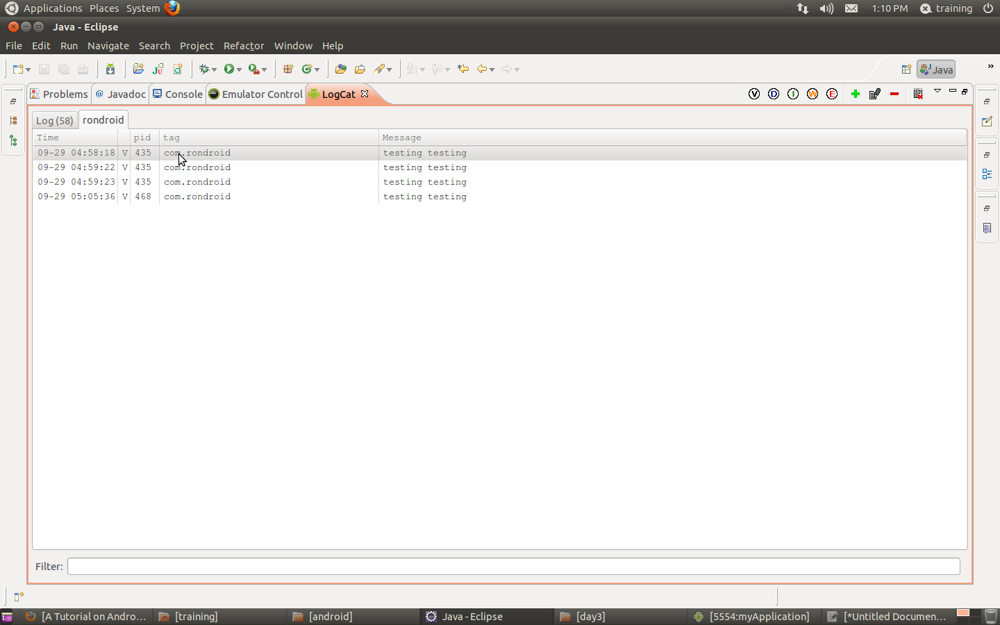 Applications Places System 1:10 PM training
Java - Eclipse
File Edit Run Navigate Search Project Refactor Window Help
Java »
Problems @ Javadoc Console Emulator Control LogCat V D I W E
Log (58) rondroid
Time pid tag Message
09-29 04:58:18 V 435 com.rondroid testing testing
09-29 04:59:22 V 435 com.rondroid testing testing
09-29 04:59:23 V 435 com.rondroid testing testing
09-29 05:05:36 V 468 com.rondroid testing testing
Filter:
[A Tutorial on Andro... [training] [android] Java - Eclipse [day3] [5554:myApplication] [*Untitled Documen...